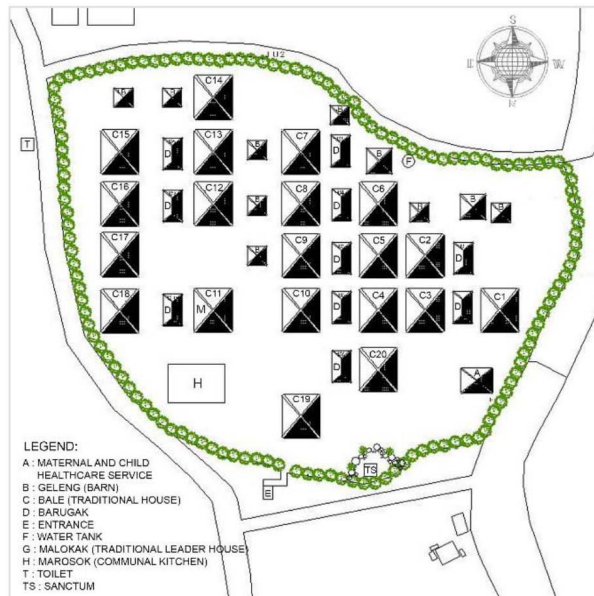 S
E W
N
C14
B
B
C15
D
C13
B
C7
D
B
F
T
C16
D
C12
B
C8
D
C6
B
B
C17
B
C9
D
C5
C2
D
C18
D
C11
M
C10
D
C4
C3
D
C1
D
C20
A
H
C19
TS
E
LEGEND:
A : MATERNAL AND CHILD
HEALTHCARE SERVICE
B : GELENG (BARN)
C : BALE (TRADITIONAL HOUSE)
D : BARUGAK
E : ENTRANCE
F : WATER TANK
G : MALOKAK (TRADITIONAL LEADER HOUSE)
H : MAROSOK (COMMUNAL KITCHEN)
T : TOILET
TS : SANCTUM